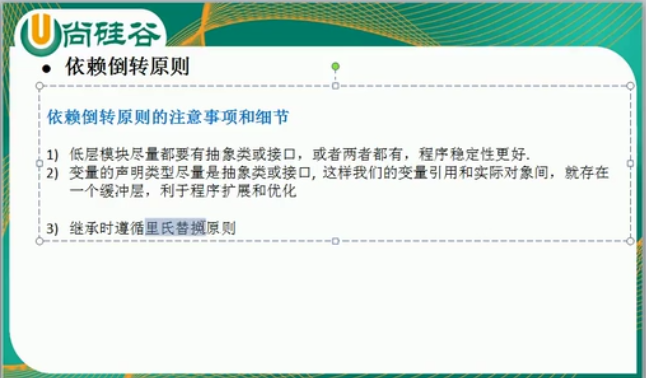 尚硅谷
● 依赖倒转原则
依赖倒转原则的注意事项和细节
1) 低层模块尽量都要有抽象类或接口，或者两者都有，程序稳定性更好.
2) 变量的声明类型尽量是抽象类或接口, 这样我们的变量引用和实际对象间，就存在
一个缓冲层，利于程序扩展和优化
3) 继承时遵循里氏替换原则